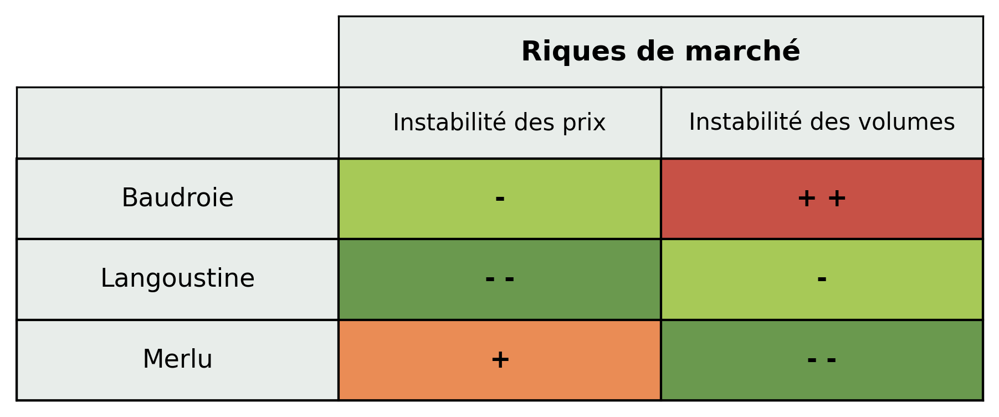 Riques de marché
Instabilité des prix Instabilité des volumes
Baudroie - + +
Langoustine - - -
Merlu + - -